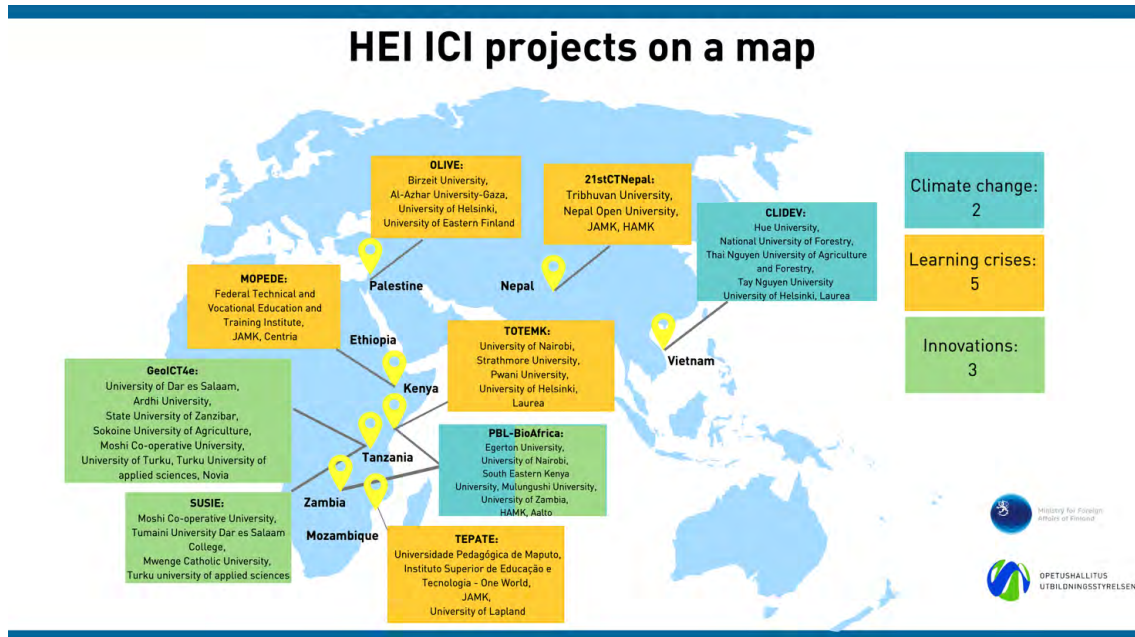 HEI ICI projects on a map
OLIVE:
Birzeit University,
Al-Azhar University-Gaza,
University of Helsinki,
University of Eastern Finland
21stCTNepal:
Tribhuvan University,
Nepal Open University,
JAMK, HAMK
CLIDEV:
Hue University,
National University of Forestry,
Thai Nguyen University of Agriculture
and Forestry,
Tay Nguyen University
University of Helsinki, Laurea
Climate change:
2
Learning crises:
5
Innovations:
3
MOPEDE:
Federal Technical and
Vocational Education and
Training Institute,
JAMK, Centria
Palestine
Nepal
Vietnam
Ethiopia
Kenya
TOTEMK:
University of Nairobi,
Strathmore University,
Pwani University,
University of Helsinki,
Laurea
GeoICT4e:
University of Dar es Salaam,
Ardhi University,
State University of Zanzibar,
Sokoine University of Agriculture,
Moshi Co-operative University,
University of Turku, Turku University of
applied sciences, Novia
Tanzania
PBL-BioAfrica:
Egerton University,
University of Nairobi,
South Eastern Kenya
University, Mulungushi University,
University of Zambia,
HAMK, Aalto
Zambia
SUSIE:
Moshi Co-operative University,
Tumaini University Dar es Salaam
College,
Mwenge Catholic University,
Turku university of applied sciences
Mozambique
TEPATE:
Universidade Pedagógica de Maputo,
Instituto Superior de Educação e
Tecnologia - One World,
JAMK,
University of Lapland
Ministry for Foreign
Affairs of Finland
OPETUSHALLITUS
UTBILDNINGSSTYRELSEN